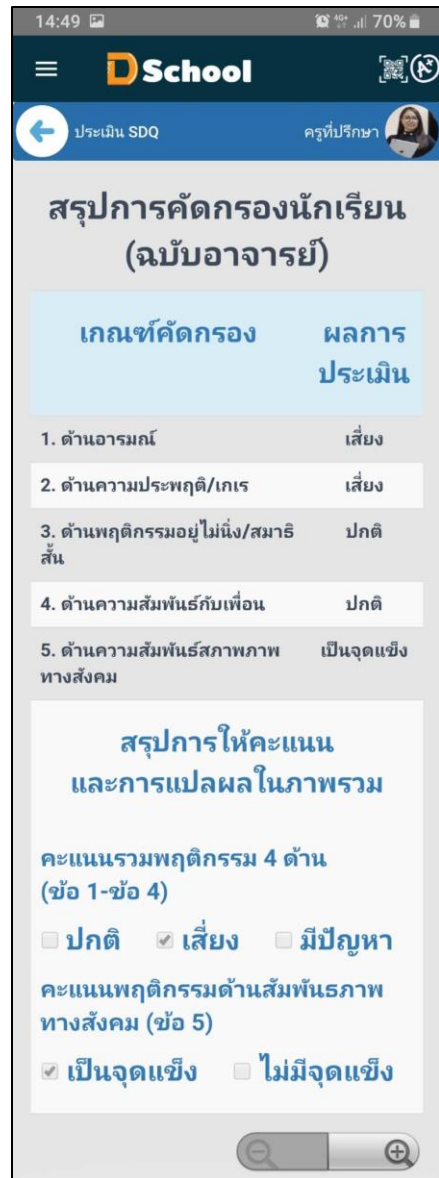 14:49 70%
DSchool
ประเมิน SDQ ครูที่ปรึกษา
สรุปการคัดกรองนักเรียน
(ฉบับอาจารย์)
เกณฑ์คัดกรอง ผลการ
ประเมิน
1. ด้านอารมณ์ เสี่ยง
2. ด้านความประพฤติ/เกเร เสี่ยง
3. ด้านพฤติกรรมอยู่ไม่นิ่ง/สมาธิ ปกติ
สั้น
4. ด้านความสัมพันธ์กับเพื่อน ปกติ
5. ด้านความสัมพันธ์สภาพภาพ เป็นจุดแข็ง
ทางสังคม
สรุปการให้คะแนน
และการแปลผลในภาพรวม
คะแนนรวมพฤติกรรม 4 ด้าน
(ข้อ 1-ข้อ 4)
ปกติ เสี่ยง มีปัญหา
คะแนนพฤติกรรมด้านสัมพันธภาพ
ทางสังคม (ข้อ 5)
เป็นจุดแข็ง ไม่มีจุดแข็ง